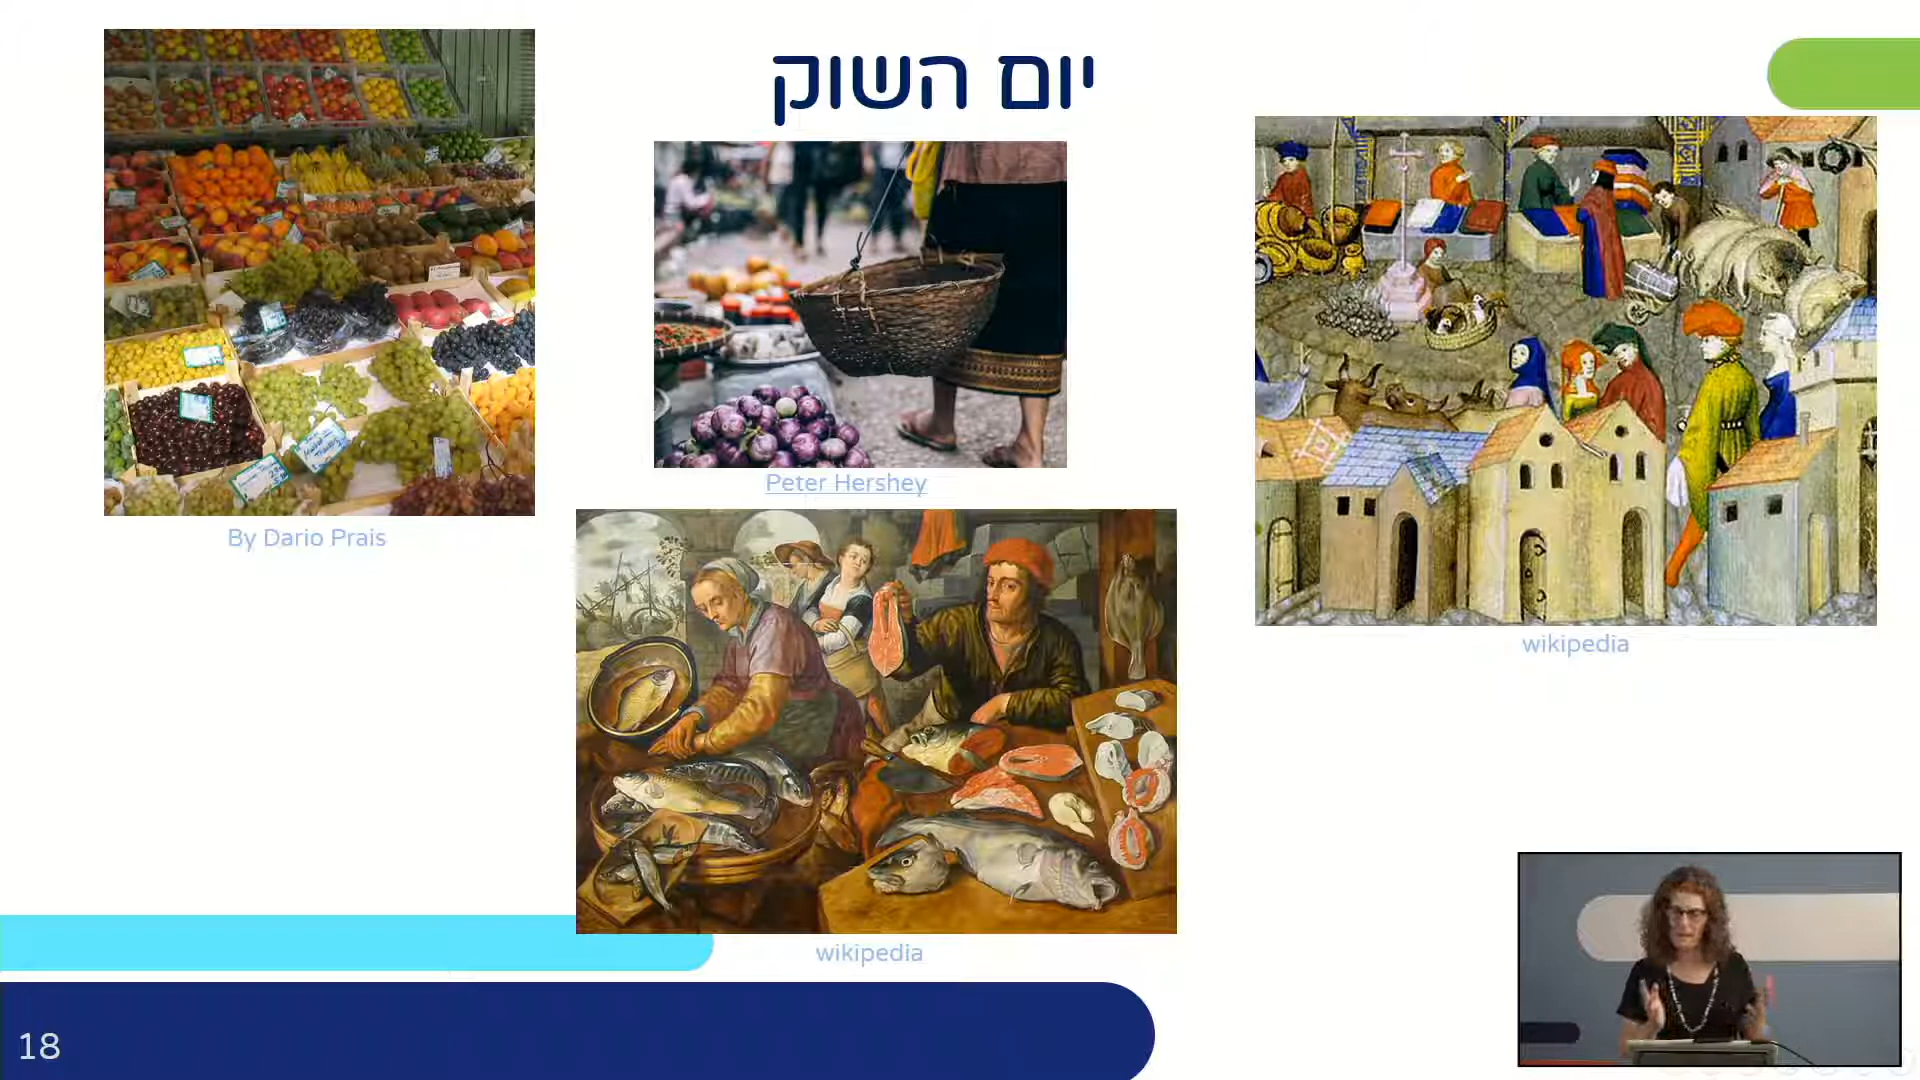 יום השוק
Peter Hershey
By Dario Prais
wikipedia
wikipedia
18